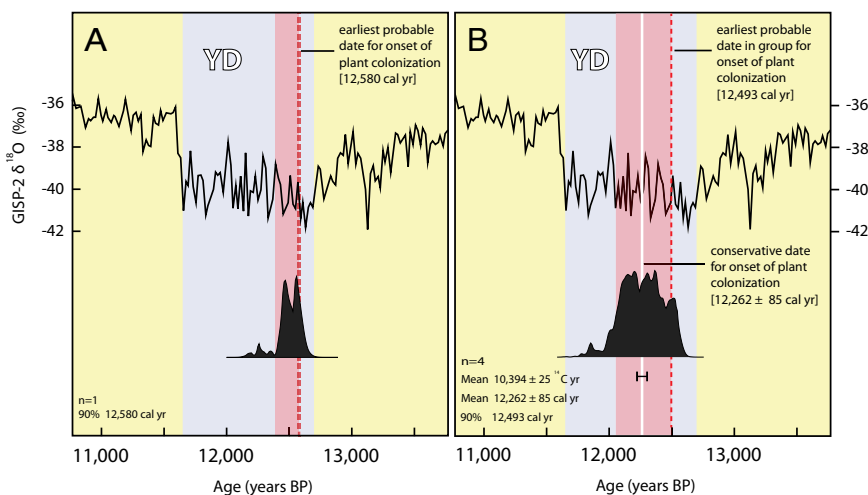 A
YD
earliest probable
date for onset of
plant colonization
[12,580 cal yr]
GISP-2 δ ¹⁸O (‰)
-36
-38
-40
-42
n=1
90% 12,580 cal yr
11,000 12,000 13,000
Age (years BP)
B
YD
earliest probable
date in group for
onset of plant
colonization
[12,493 cal yr]
-36
-38
-40
-42
conservative date
for onset of plant
colonization
[12,262 ± 85 cal yr]
n=4
Mean 10,394 ± 25 ¹⁴C yr
Mean 12,262 ± 85 cal yr
90% 12,493 cal yr
11,000 12,000 13,000
Age (years BP)